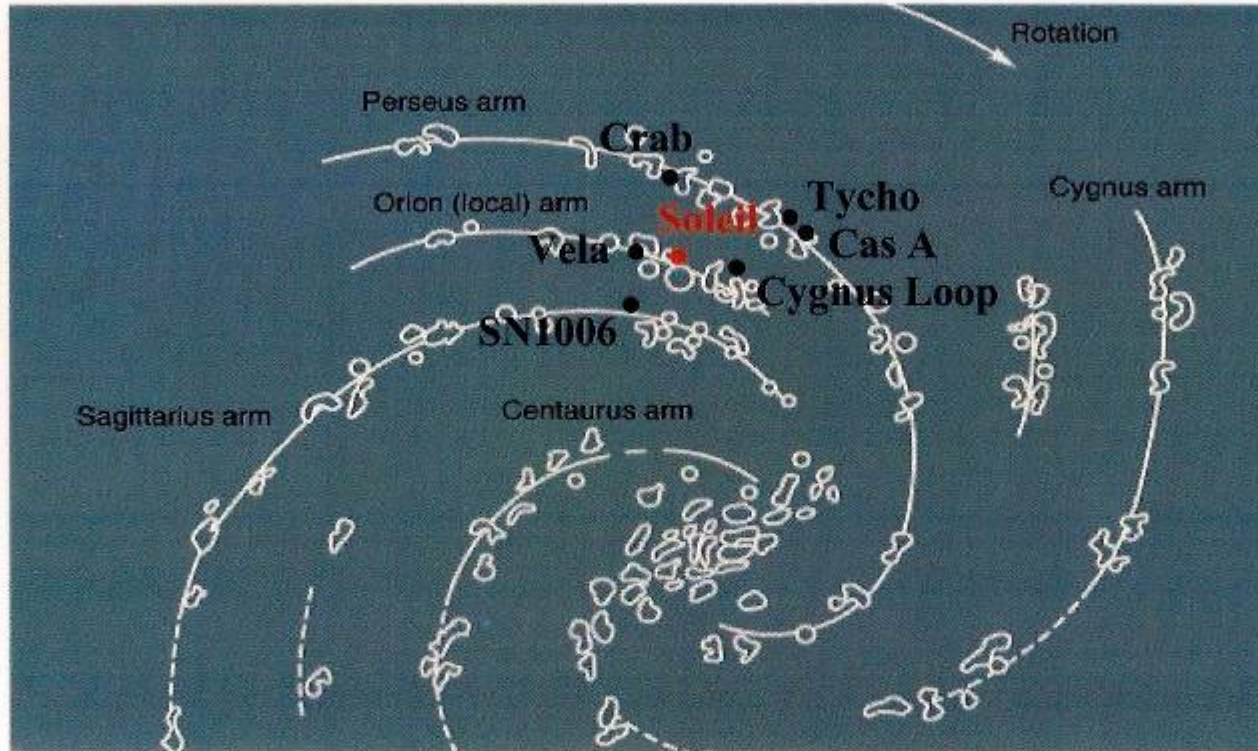 Rotation
Perseus arm
Crab
Cygnus arm
Orion (local) arm
Soleil
Tycho
Vela
Cas A
Cygnus Loop
SN1006
Sagittarius arm
Centaurus arm